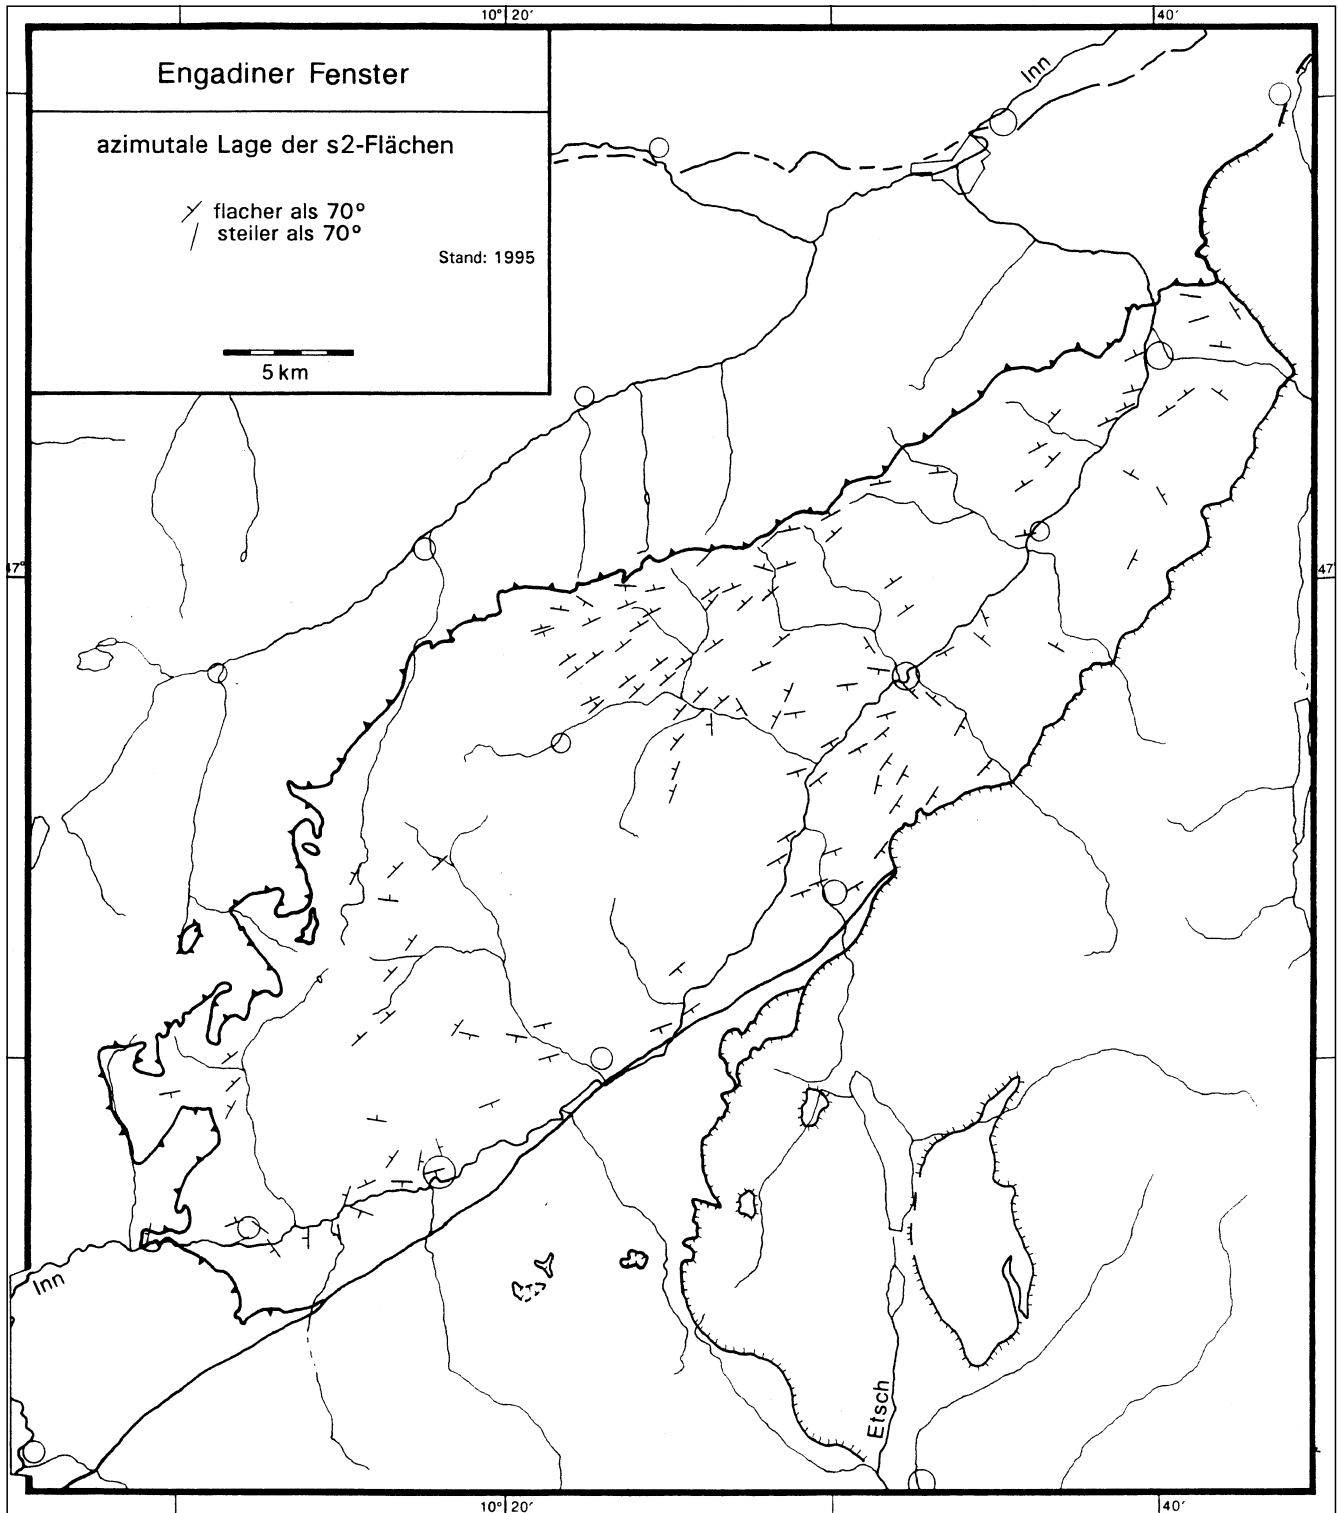 10° 20′
40′
Engadiner Fenster
azimutale Lage der s2-Flächen
flacher als 70°
steiler als 70°
Stand: 1995
5 km
Inn
47°
47°
Inn
Etsch
10° 20′
40′